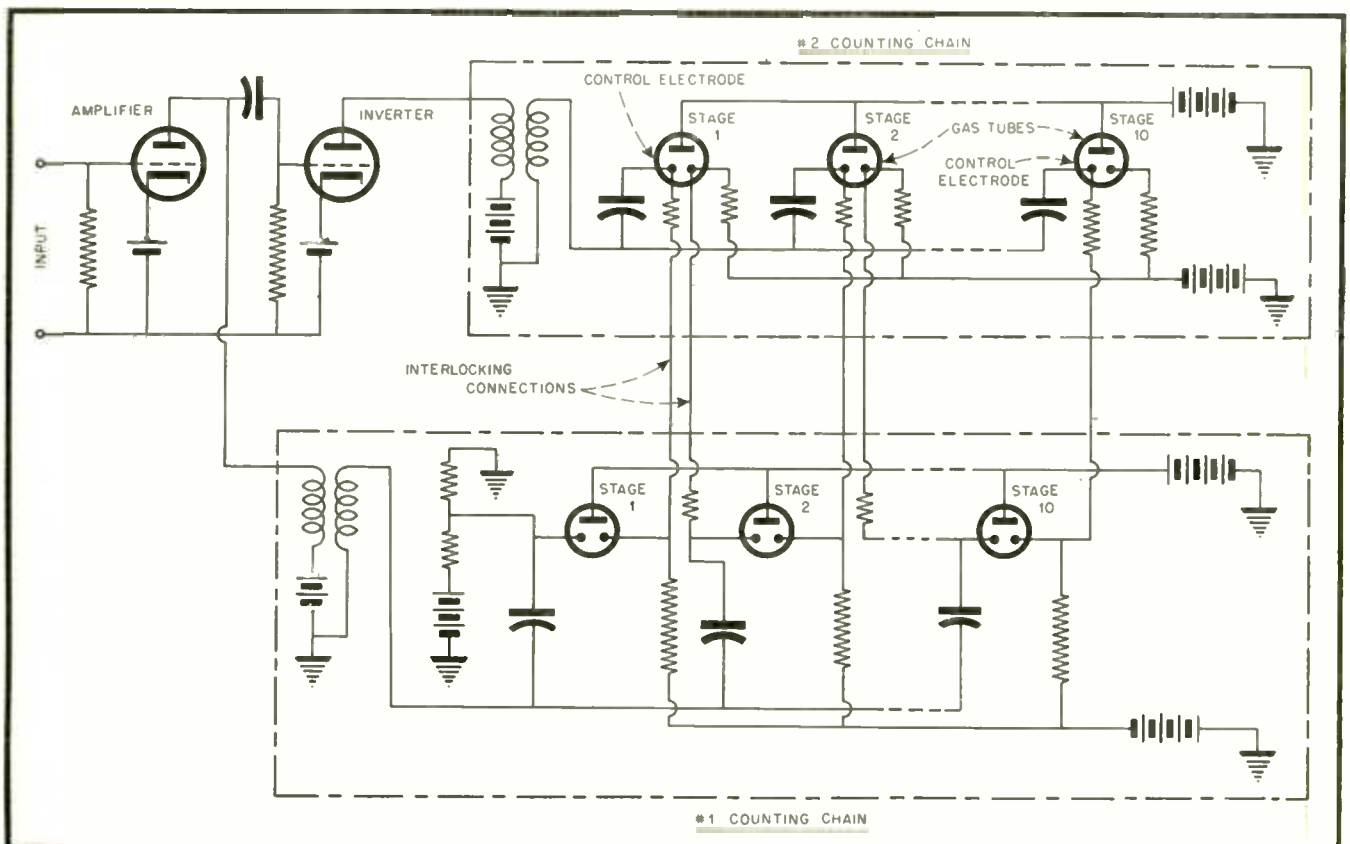 #2 COUNTING CHAIN
CONTROL ELECTRODE
AMPLIFIER
INVERTER
STAGE
1
STAGE
2
GAS TUBES
STAGE
10
CONTROL
ELECTRODE
INPUT
INTERLOCKING
CONNECTIONS
STAGE
1
STAGE
2
STAGE
10
#1 COUNTING CHAIN